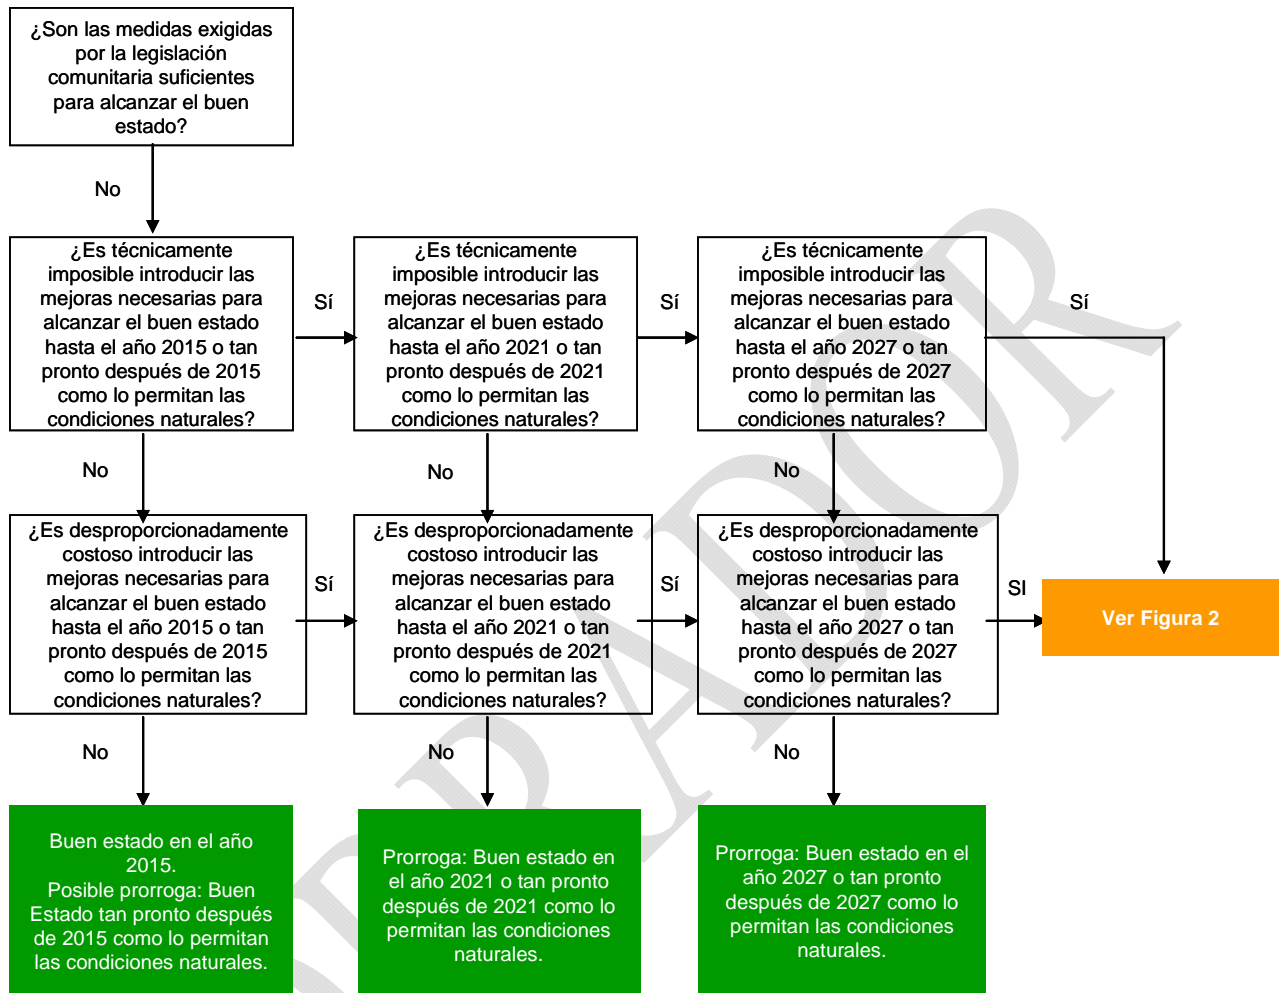 ¿Son las medidas exigidas
por la legislación
comunitaria suficientes
para alcanzar el buen
estado?
No
¿Es técnicamente
imposible introducir las
mejoras necesarias para
alcanzar el buen estado
hasta el año 2015 o tan
pronto después de 2015
como lo permitan las
condiciones naturales?
Sí
¿Es técnicamente
imposible introducir las
mejoras necesarias para
alcanzar el buen estado
hasta el año 2021 o tan
pronto después de 2021
como lo permitan las
condiciones naturales?
Sí
¿Es técnicamente
imposible introducir las
mejoras necesarias para
alcanzar el buen estado
hasta el año 2027 o tan
pronto después de 2027
como lo permitan las
condiciones naturales?
Sí
No
No
No
¿Es desproporcionadamente
costoso introducir las
mejoras necesarias para
alcanzar el buen estado
hasta el año 2015 o tan
pronto después de 2015
como lo permitan las
condiciones naturales?
Sí
¿Es desproporcionadamente
costoso introducir las
mejoras necesarias para
alcanzar el buen estado
hasta el año 2021 o tan
pronto después de 2021
como lo permitan las
condiciones naturales?
Sí
¿Es desproporcionadamente
costoso introducir las
mejoras necesarias para
alcanzar el buen estado
hasta el año 2027 o tan
pronto después de 2027
como lo permitan las
condiciones naturales?
SI
Ver Figura 2
No
No
No
Buen estado en el año
2015.
Posible prorroga: Buen
Estado tan pronto después
de 2015 como lo permitan
las condiciones naturales.
Prorroga: Buen estado en
el año 2021 o tan pronto
después de 2021 como lo
permitan las condiciones
naturales.
Prorroga: Buen estado en el
año 2027 o tan pronto
después de 2027 como lo
permitan las condiciones
naturales.
RRADOR